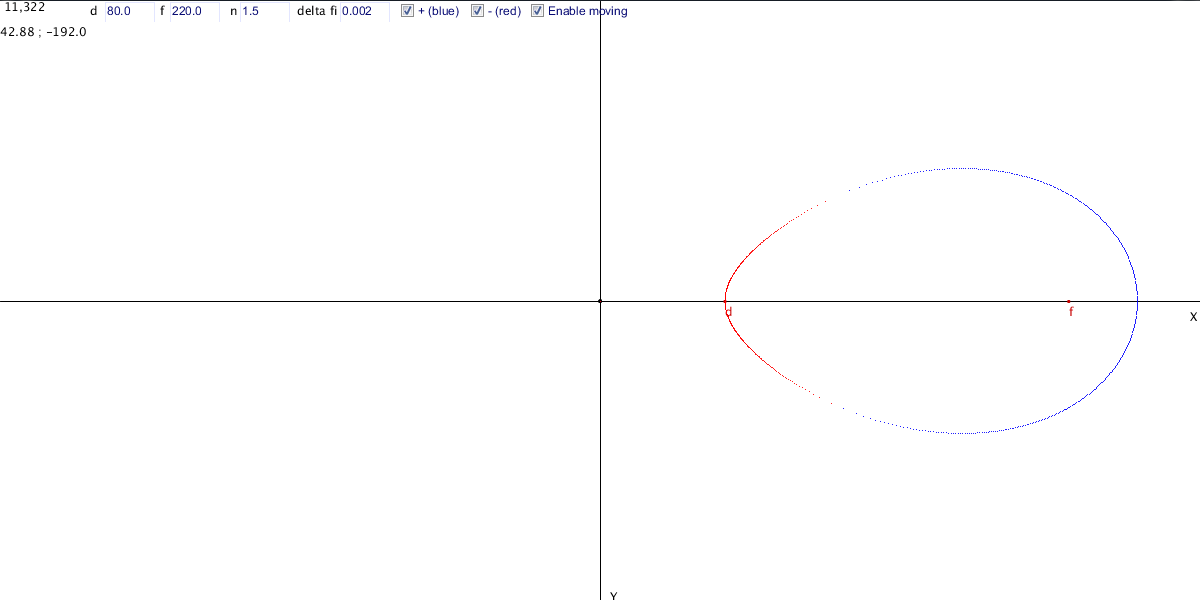 11,322 d 80.0 f 220.0 n 1.5 delta fi 0.002 + (blue) - (red) Enable moving
42.88 ; -192.0
d f
X
Y